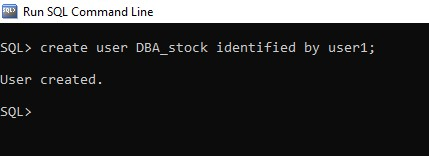 Run SQL Command Line
SQL> create user DBA_stock identified by user1;
User created.
SQL>